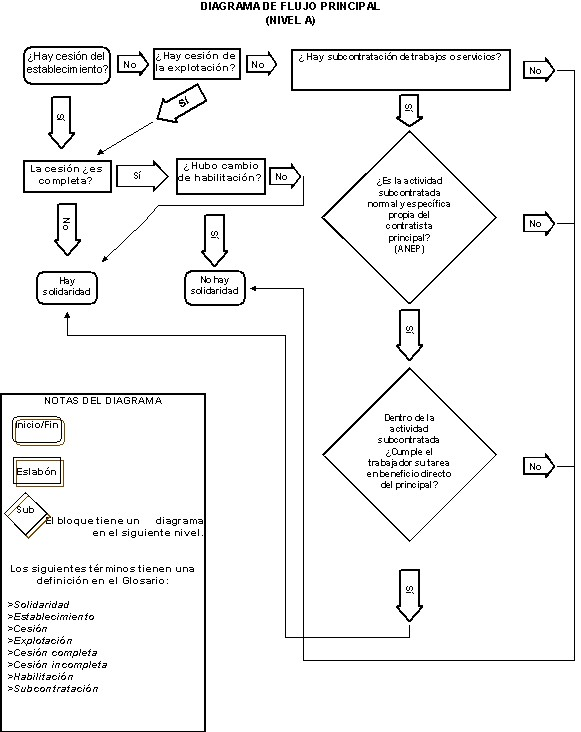 DIAGRAMA DE FLUJO PRINCIPAL
(NIVEL A)
¿Hay cesión del
establecimiento?
No
¿Hay cesión de
la explotación?
No
¿Hay subcontratación de trabajos o servicios?
No
Sí
Sí
Sí
La cesión ¿es
completa?
Sí
¿Hubo cambio
de habilitación?
No
¿Es la actividad
subcontratada
normal y específica
propia del
contratista
principal?
(ANEP)
No
No
Sí
Hay
solidaridad
No hay
solidaridad
Sí
Dentro de la
actividad
subcontratada
¿Cumple el
trabajador su tarea
en beneficio directo
del principal?
No
Sí
NOTAS DEL DIAGRAMA
Inicio/Fin
Eslabón
Sub
El bloque tiene un diagrama
en el siguiente nivel.
Los siguientes términos tienen una
definición en el Glosario:
>Solidaridad
>Establecimiento
>Cesión
>Explotación
>Cesión completa
>Cesión incompleta
>Habilitación
>Subcontratación